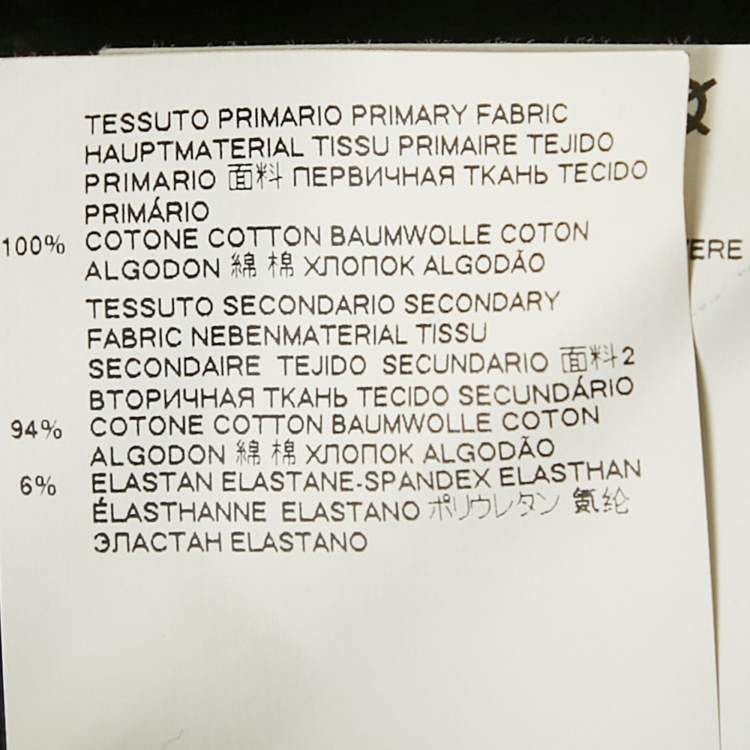 TESSUTO PRIMARIO PRIMARY FABRIC
HAUPTMATERIAL TISSU PRIMAIRE TEJIDO
PRIMARIO 面料 ПЕРВИЧНАЯ ТКАНЬ TECIDO
PRIMÁRIO
100% COTONE COTTON BAUMWOLLE COTON
ALGODON 綿 棉 ХЛОПОК ALGODÃO
TESSUTO SECONDARIO SECONDARY
FABRIC NEBENMATERIAL TISSU
SECONDAIRE TEJIDO SECUNDARIO 面料2
ВТОРИЧНАЯ ТКАНЬ TECIDO SECUNDÁRIO
94% COTONE COTTON BAUMWOLLE COTON
ALGODON 綿 棉 ХЛОПОК ALGODÃO
6% ELASTAN ELASTANE-SPANDEX ELASTHAN
ÉLASTHANNE ELASTANO ポリウレタン 氨纶
ЭЛАСТАН ELASTANO